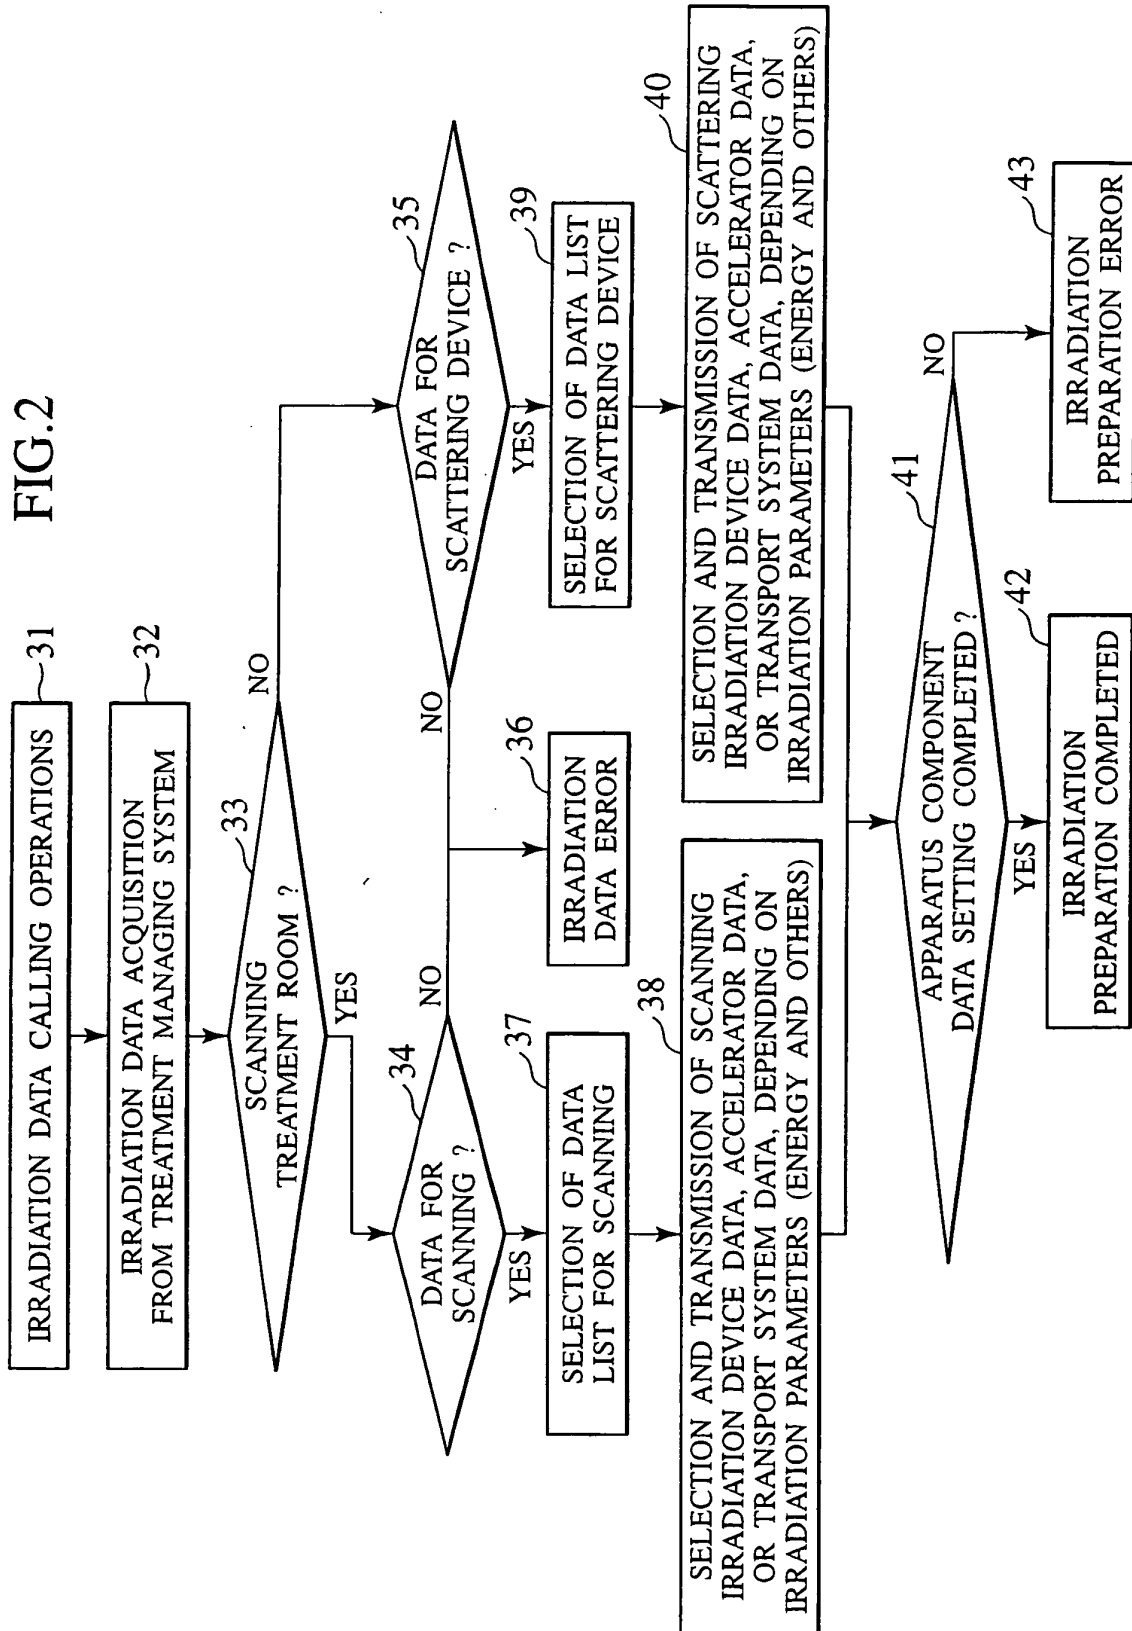 FIG.2
IRRADIATION DATA CALLING OPERATIONS
31
IRRADIATION DATA ACQUISITION
FROM TREATMENT MANAGING SYSTEM
32
SCANNING
TREATMENT ROOM ?
33
YES
NO
DATA FOR
SCANNING ?
34
YES
NO
DATA FOR
SCATTERING DEVICE ?
35
NO
YES
IRRADIATION
DATA ERROR
36
SELECTION OF DATA
LIST FOR SCANNING
37
SELECTION OF DATA LIST
FOR SCATTERING DEVICE
39
SELECTION AND TRANSMISSION OF SCANNING
IRRADIATION DEVICE DATA, ACCELERATOR DATA,
OR TRANSPORT SYSTEM DATA, DEPENDING ON
IRRADIATION PARAMETERS (ENERGY AND OTHERS)
38
SELECTION AND TRANSMISSION OF SCATTERING
IRRADIATION DEVICE DATA, ACCELERATOR DATA,
OR TRANSPORT SYSTEM DATA, DEPENDING ON
IRRADIATION PARAMETERS (ENERGY AND OTHERS)
40
APPARATUS COMPONENT
DATA SETTING COMPLETED ?
41
YES
NO
IRRADIATION
PREPARATION COMPLETED
42
IRRADIATION
PREPARATION ERROR
43